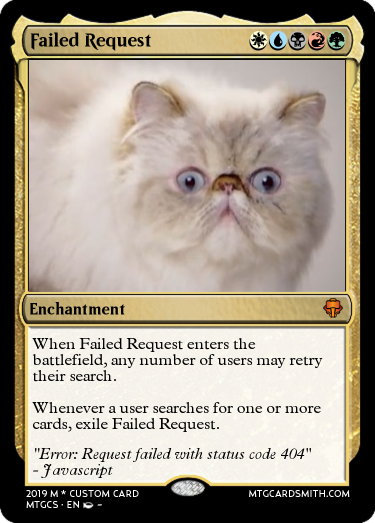 Failed Request
Enchantment
When Failed Request enters the
battlefield, any number of users may retry
their search.
Whenever a user searches for one or more
cards, exile Failed Request.
"Error: Request failed with status code 404"
- Javascript
2019 M * CUSTOM CARD
MTGCS · EN -
MTGCARDSMITH.COM